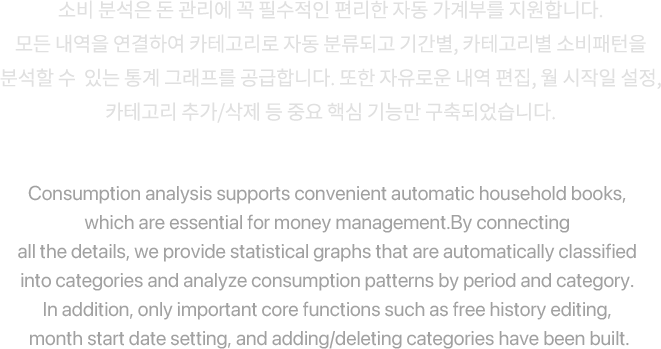 소비 분석은 돈 관리에 꼭 필수적인 편리한 자동 가계부를 지원합니다.
모든 내역을 연결하여 카테고리로 자동 분류되고 기간별, 카테고리별 소비패턴을
분석할 수 있는 통계 그래프를 공급합니다. 또한 자유로운 내역 편집, 월 시작일 설정,
카테고리 추가/삭제 등 중요 핵심 기능만 구축되었습니다.
Consumption analysis supports convenient automatic household books,
which are essential for money management.By connecting
all the details, we provide statistical graphs that are automatically classified
into categories and analyze consumption patterns by period and category.
In addition, only important core functions such as free history editing,
month start date setting, and adding/deleting categories have been built.